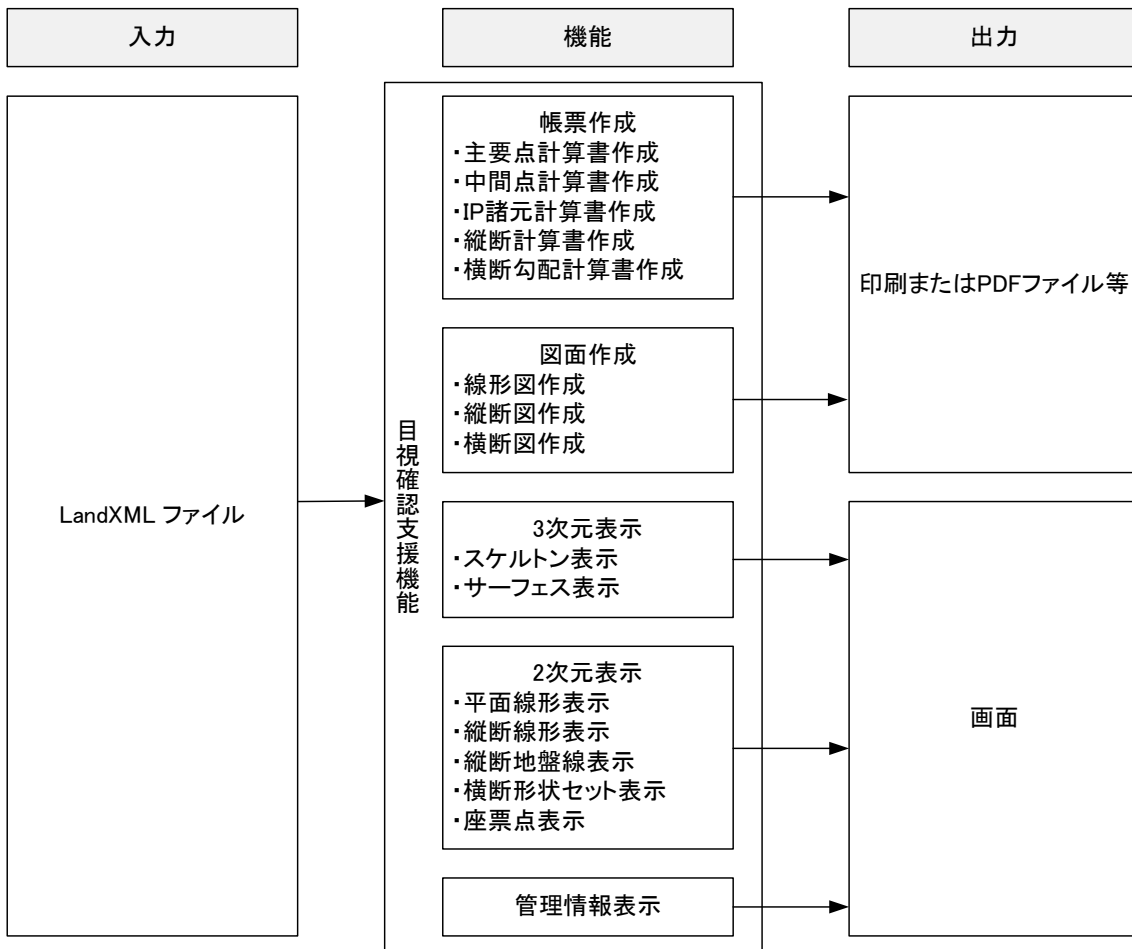 入力
機能
出力
LandXML ファイル
目視確認支援機能
帳票作成
・主要点計算書作成
・中間点計算書作成
・IP諸元計算書作成
・縦断計算書作成
・横断勾配計算書作成
図面作成
・線形図作成
・縦断図作成
・横断図作成
3次元表示
・スケルトン表示
・サーフェス表示
2次元表示
・平面線形表示
・縦断線形表示
・縦断地盤線表示
・横断形状セット表示
・座票点表示
管理情報表示
印刷またはPDFファイル等
画面